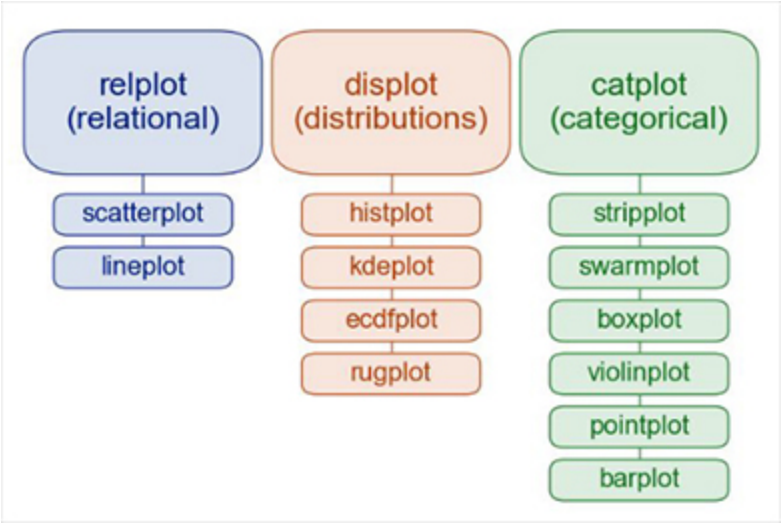 relplot
(relational)
scatterplot
lineplot
displot
(distributions)
histplot
kdeplot
ecdfplot
rugplot
catplot
(categorical)
stripplot
swarmplot
boxplot
violinplot
pointplot
barplot